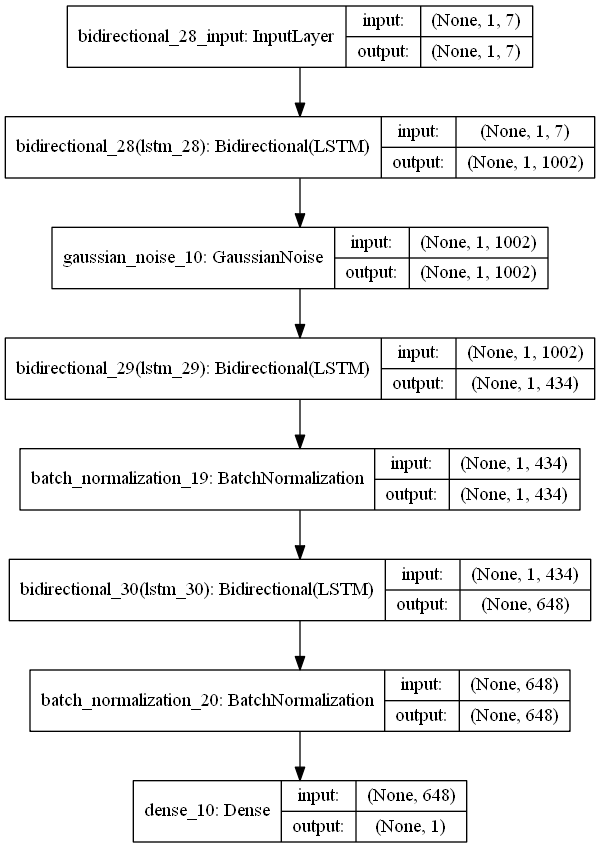 bidirectional_28_input: InputLayer
input: (None, 1, 7)
output: (None, 1, 7)
bidirectional_28(lstm_28): Bidirectional(LSTM)
input: (None, 1, 7)
output: (None, 1, 1002)
gaussian_noise_10: GaussianNoise
input: (None, 1, 1002)
output: (None, 1, 1002)
bidirectional_29(lstm_29): Bidirectional(LSTM)
input: (None, 1, 1002)
output: (None, 1, 434)
batch_normalization_19: BatchNormalization
input: (None, 1, 434)
output: (None, 1, 434)
bidirectional_30(lstm_30): Bidirectional(LSTM)
input: (None, 1, 434)
output: (None, 648)
batch_normalization_20: BatchNormalization
input: (None, 648)
output: (None, 648)
dense_10: Dense
input: (None, 648)
output: (None, 1)